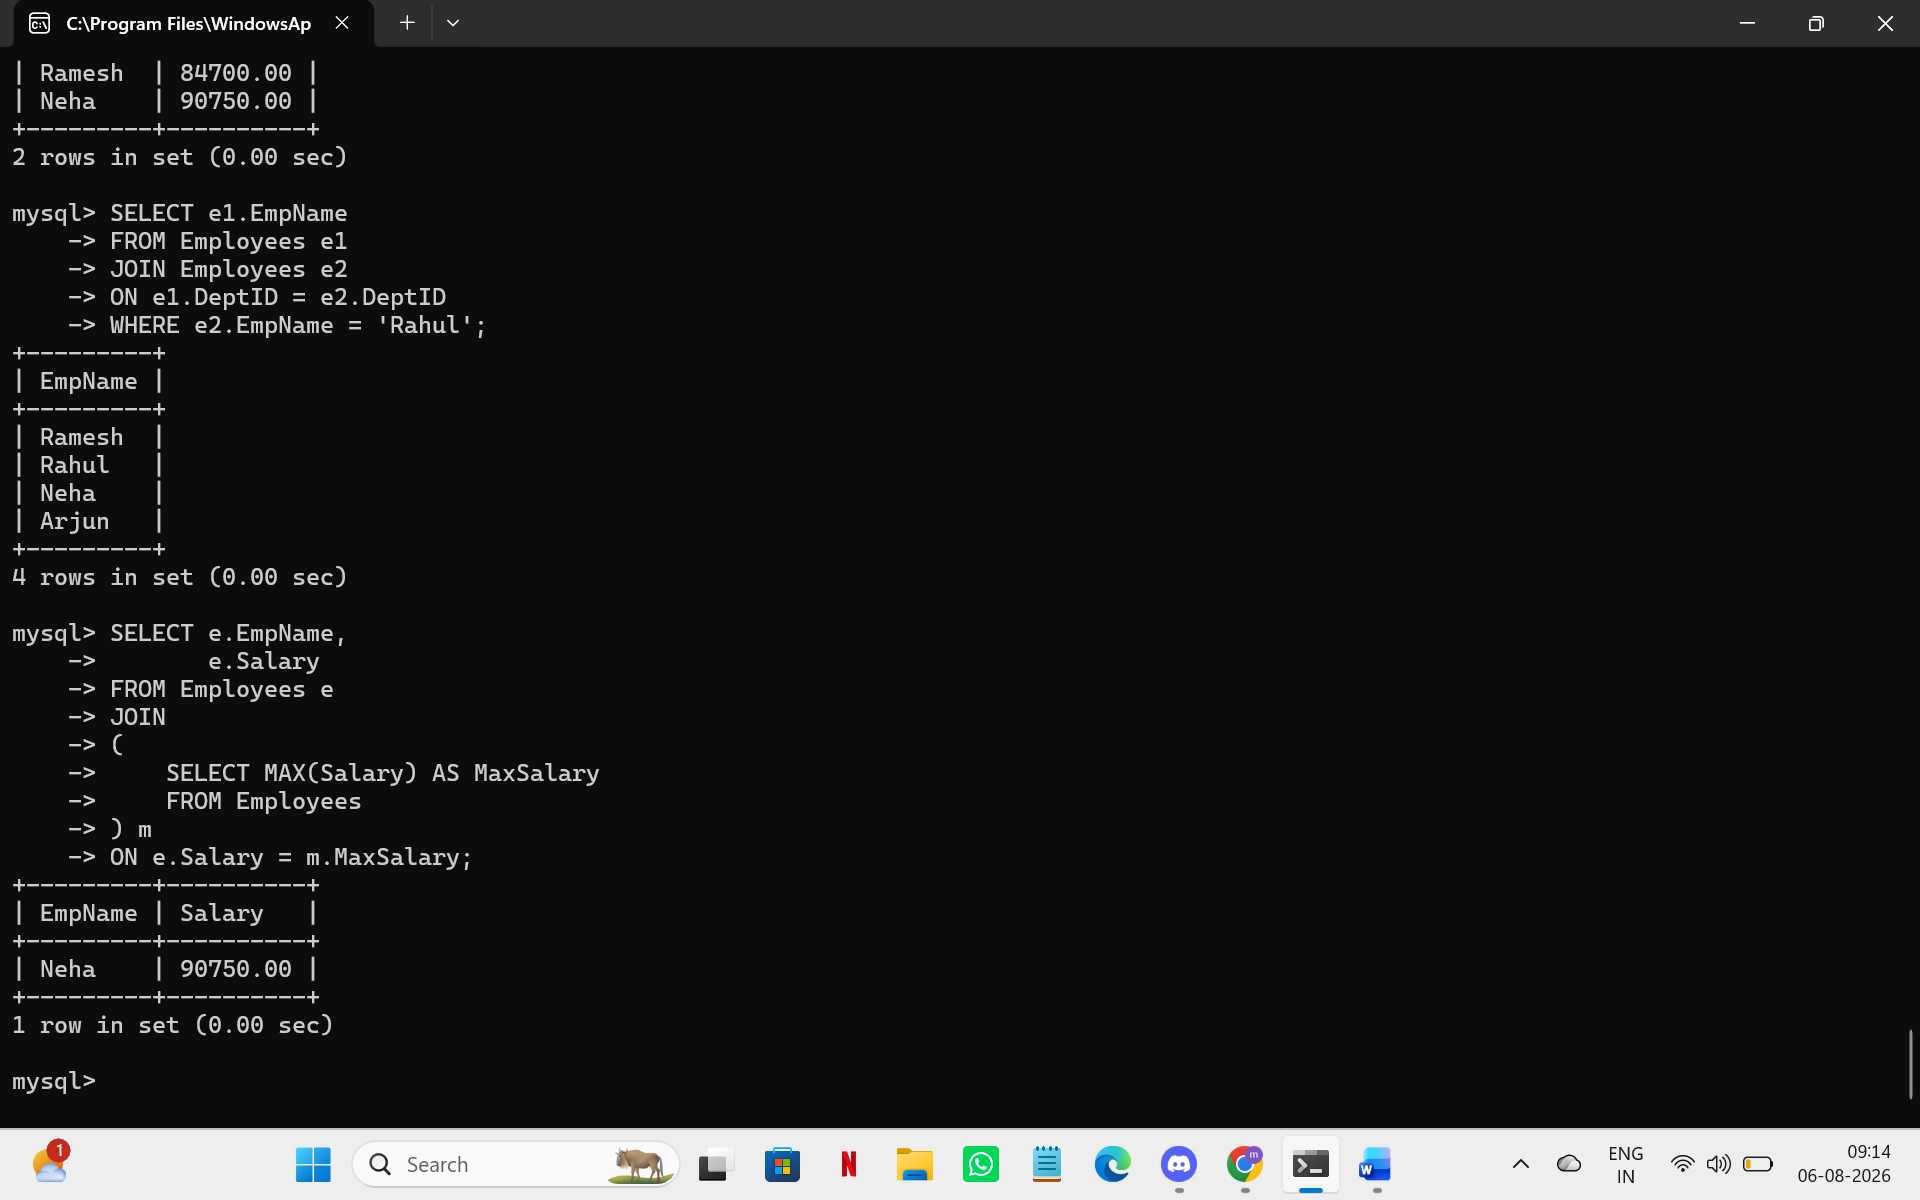 C:\Program Files\WindowsAp
| Ramesh  | 84700.00 |
| Neha    | 90750.00 |
+---------+----------+
2 rows in set (0.00 sec)
mysql> SELECT e1.EmpName
    -> FROM Employees e1
    -> JOIN Employees e2
    -> ON e1.DeptID = e2.DeptID
    -> WHERE e2.EmpName = 'Rahul';
+---------+
| EmpName |
+---------+
| Ramesh  |
| Rahul   |
| Neha    |
| Arjun   |
+---------+
4 rows in set (0.00 sec)
mysql> SELECT e.EmpName,
    ->        e.Salary
    -> FROM Employees e
    -> JOIN
    -> (
    ->     SELECT MAX(Salary) AS MaxSalary
    ->     FROM Employees
    -> ) m
    -> ON e.Salary = m.MaxSalary;
+---------+----------+
| EmpName | Salary   |
+---------+----------+
| Neha    | 90750.00 |
+---------+----------+
1 row in set (0.00 sec)
mysql>
1
Search
N
m
W
ENG
IN
09:14
06-08-2026